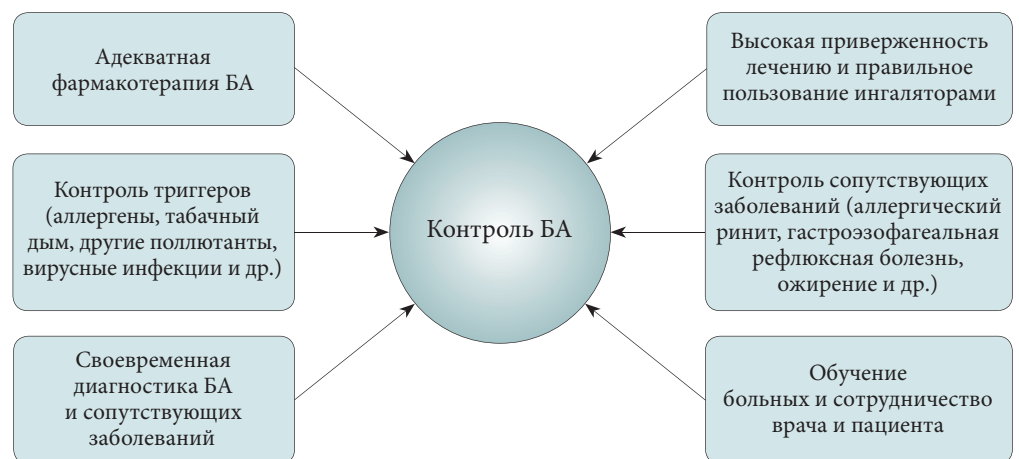 Адекватная
фармакотерапия БА
Контроль триггеров
(аллергены, табачный
дым, другие поллютанты,
вирусные инфекции и др.)
Своевременная
диагностика БА
и сопутствующих
заболеваний
Контроль БА
Высокая приверженность
лечению и правильное
пользование ингаляторами
Контроль сопутствующих
заболеваний (аллергический
ринит, гастроэзофагеальная
рефлюксная болезнь,
ожирение и др.)
Обучение
больных и сотрудничество
врача и пациента